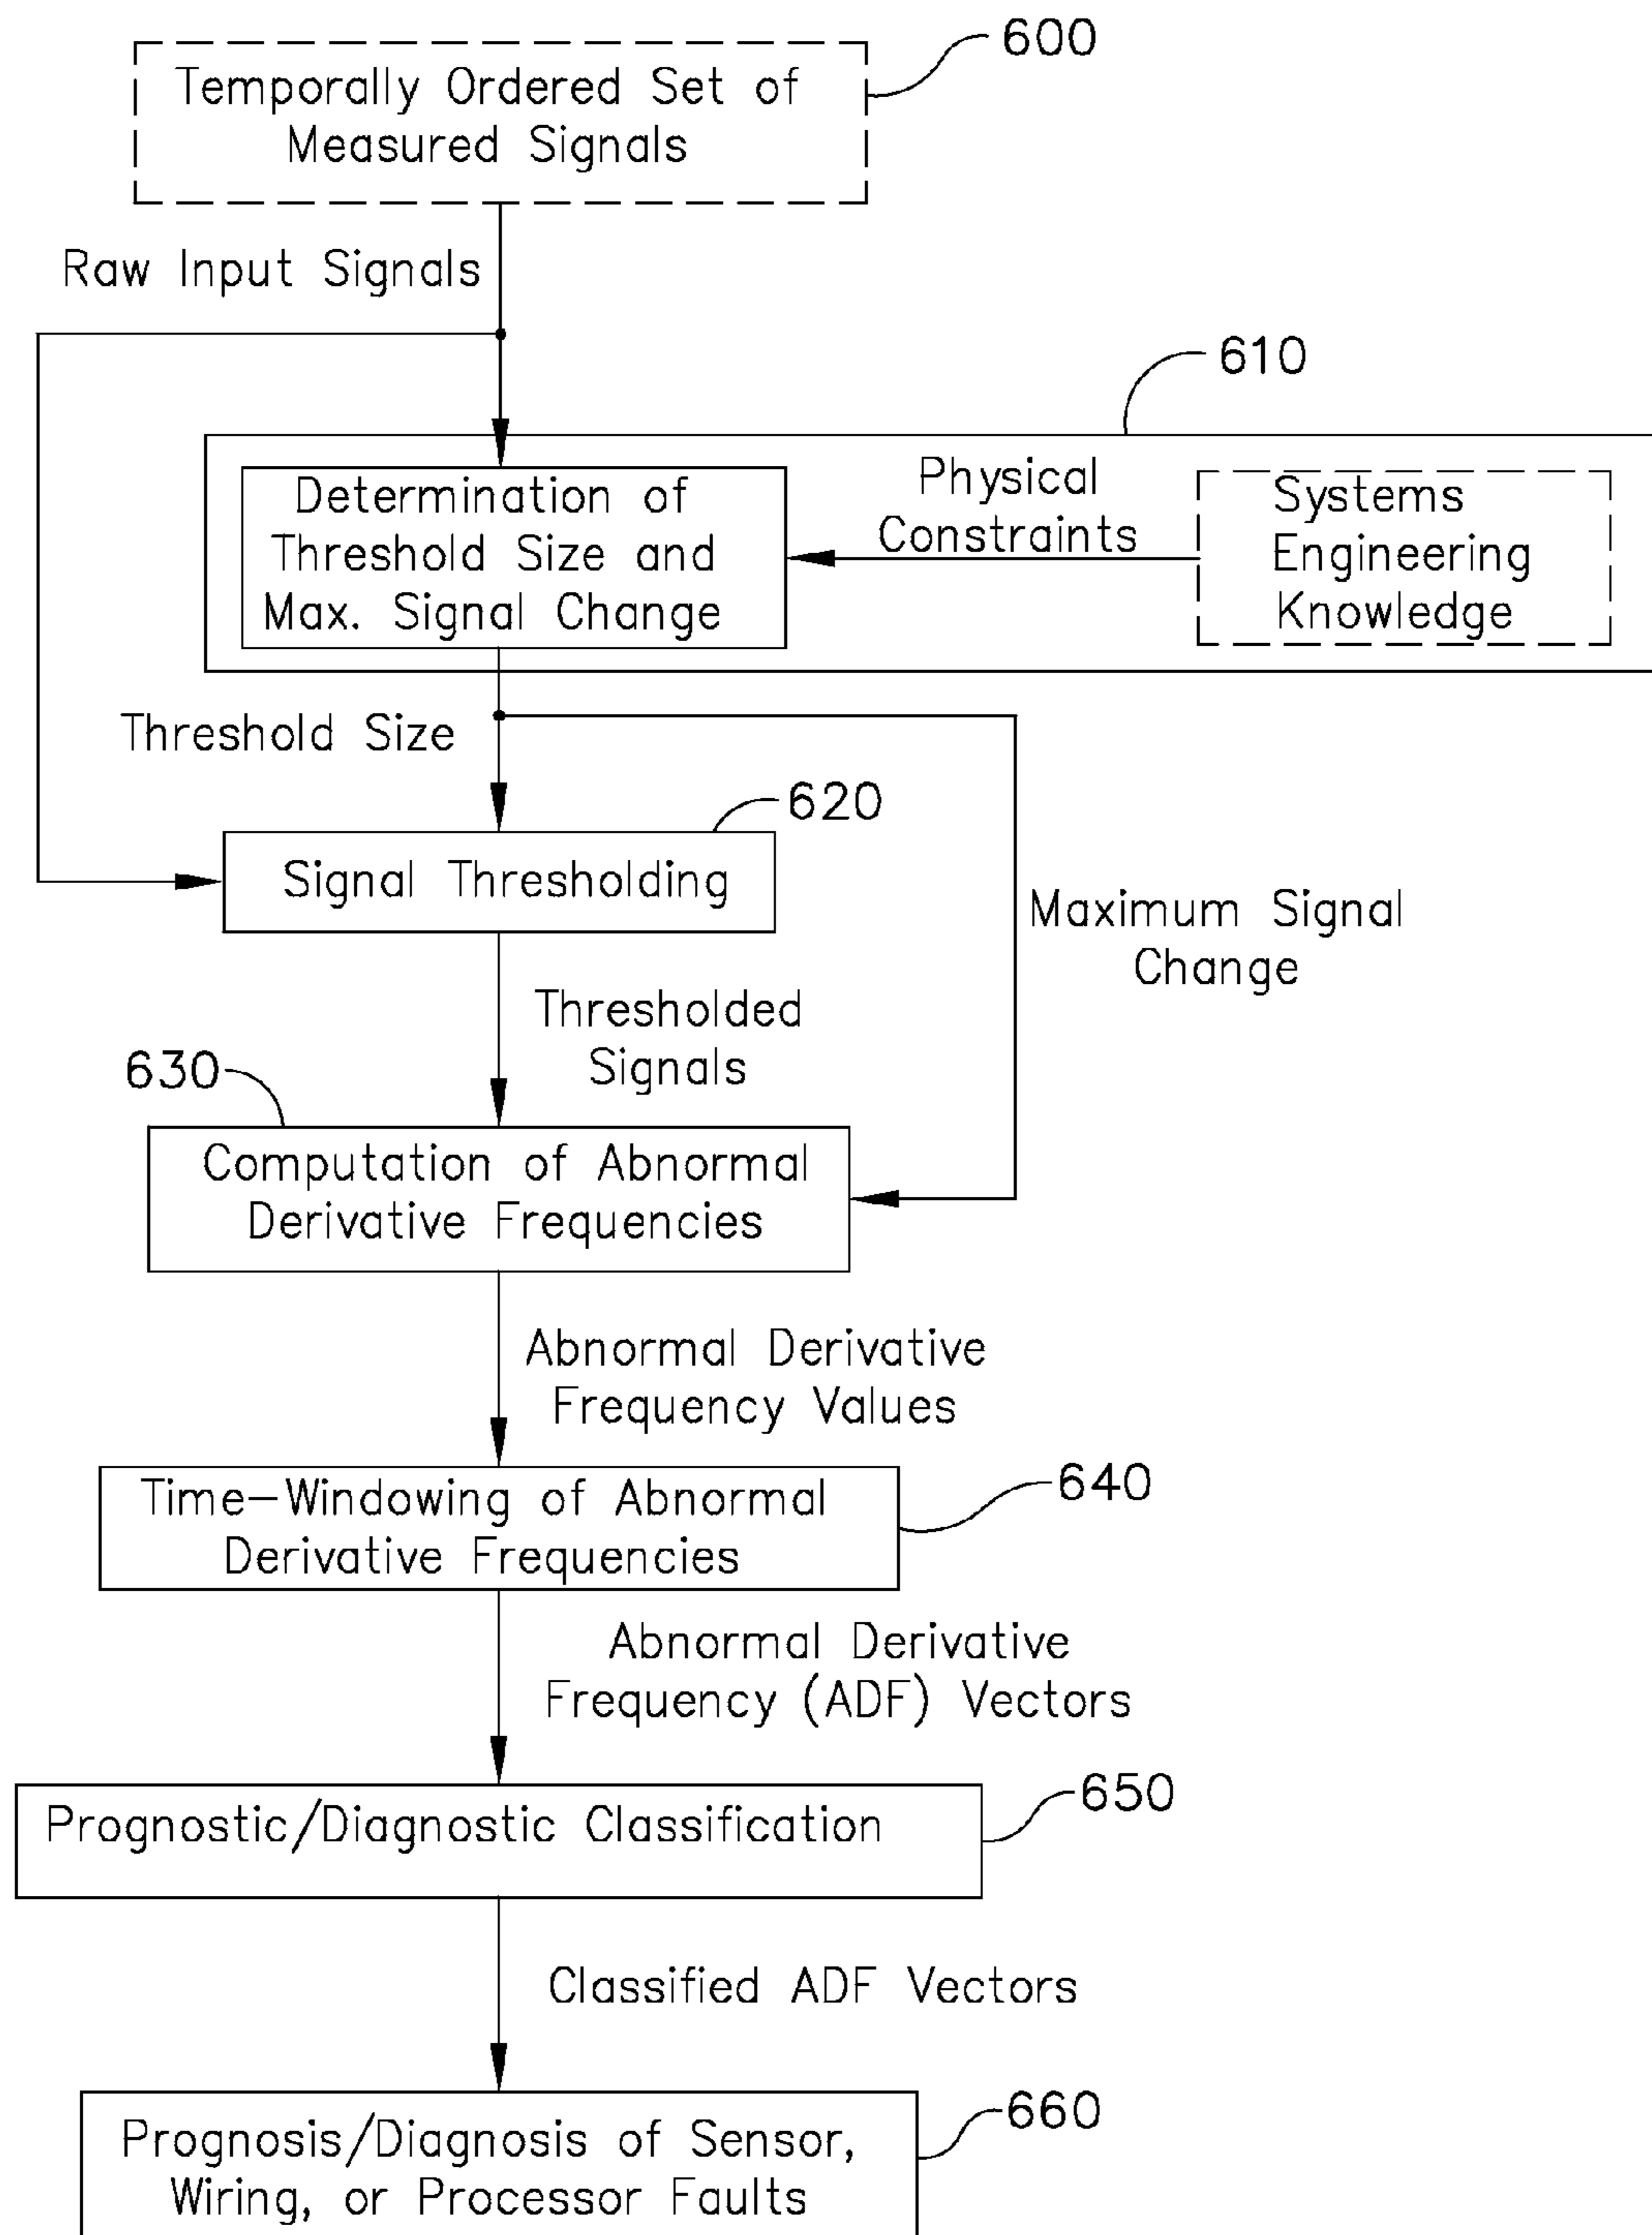 600
Temporally Ordered Set of
Measured Signals
Raw Input Signals
610
Determination of
Threshold Size and
Max. Signal Change
Physical
Constraints
Systems
Engineering
Knowledge
Threshold Size
620
Signal Thresholding
Maximum Signal
Change
Thresholded
Signals
630
Computation of Abnormal
Derivative Frequencies
Abnormal Derivative
Frequency Values
Time-Windowing of Abnormal
Derivative Frequencies
640
Abnormal Derivative
Frequency (ADF) Vectors
Prognostic/Diagnostic Classification
650
Classified ADF Vectors
660
Prognosis/Diagnosis of Sensor,
Wiring, or Processor Faults